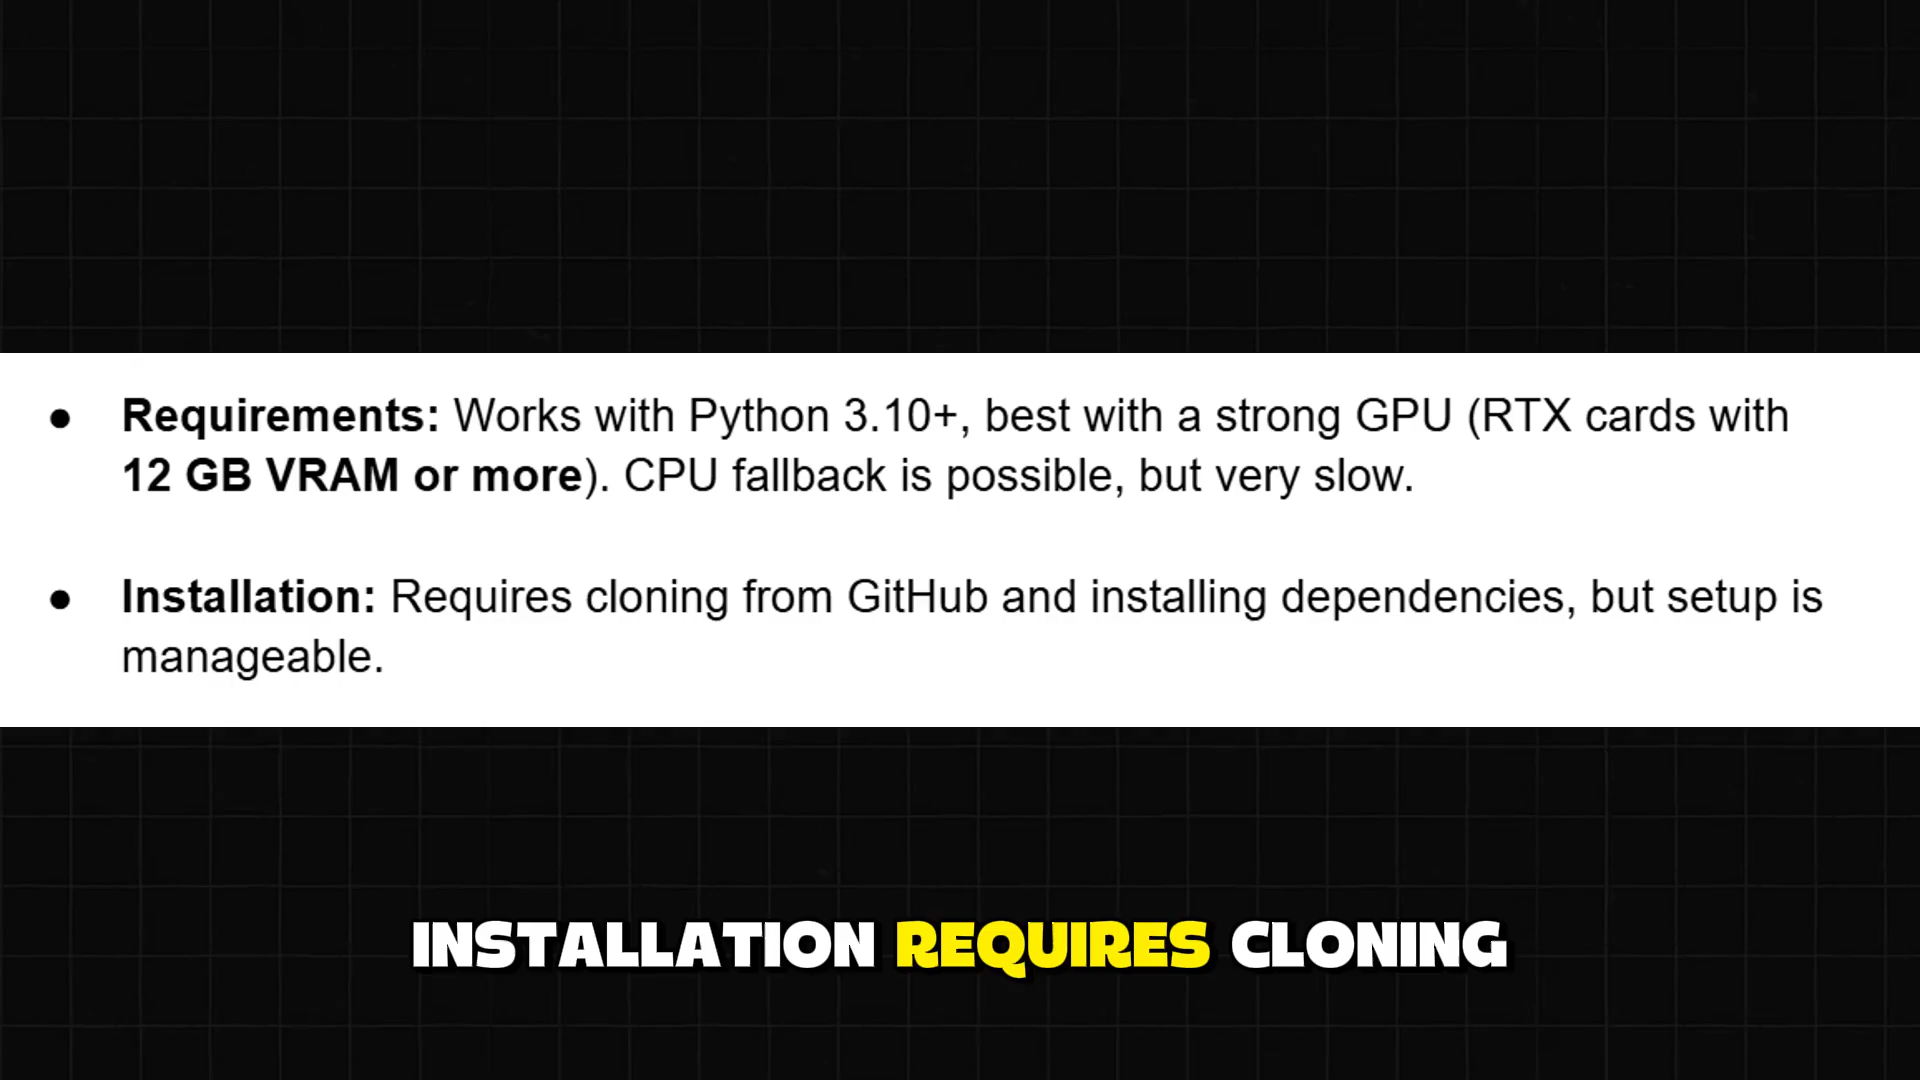 ● Requirements: Works with Python 3.10+, best with a strong GPU (RTX cards with
12 GB VRAM or more). CPU fallback is possible, but very slow.
● Installation: Requires cloning from GitHub and installing dependencies, but setup is
manageable.
INSTALLATION REQUIRES CLONING